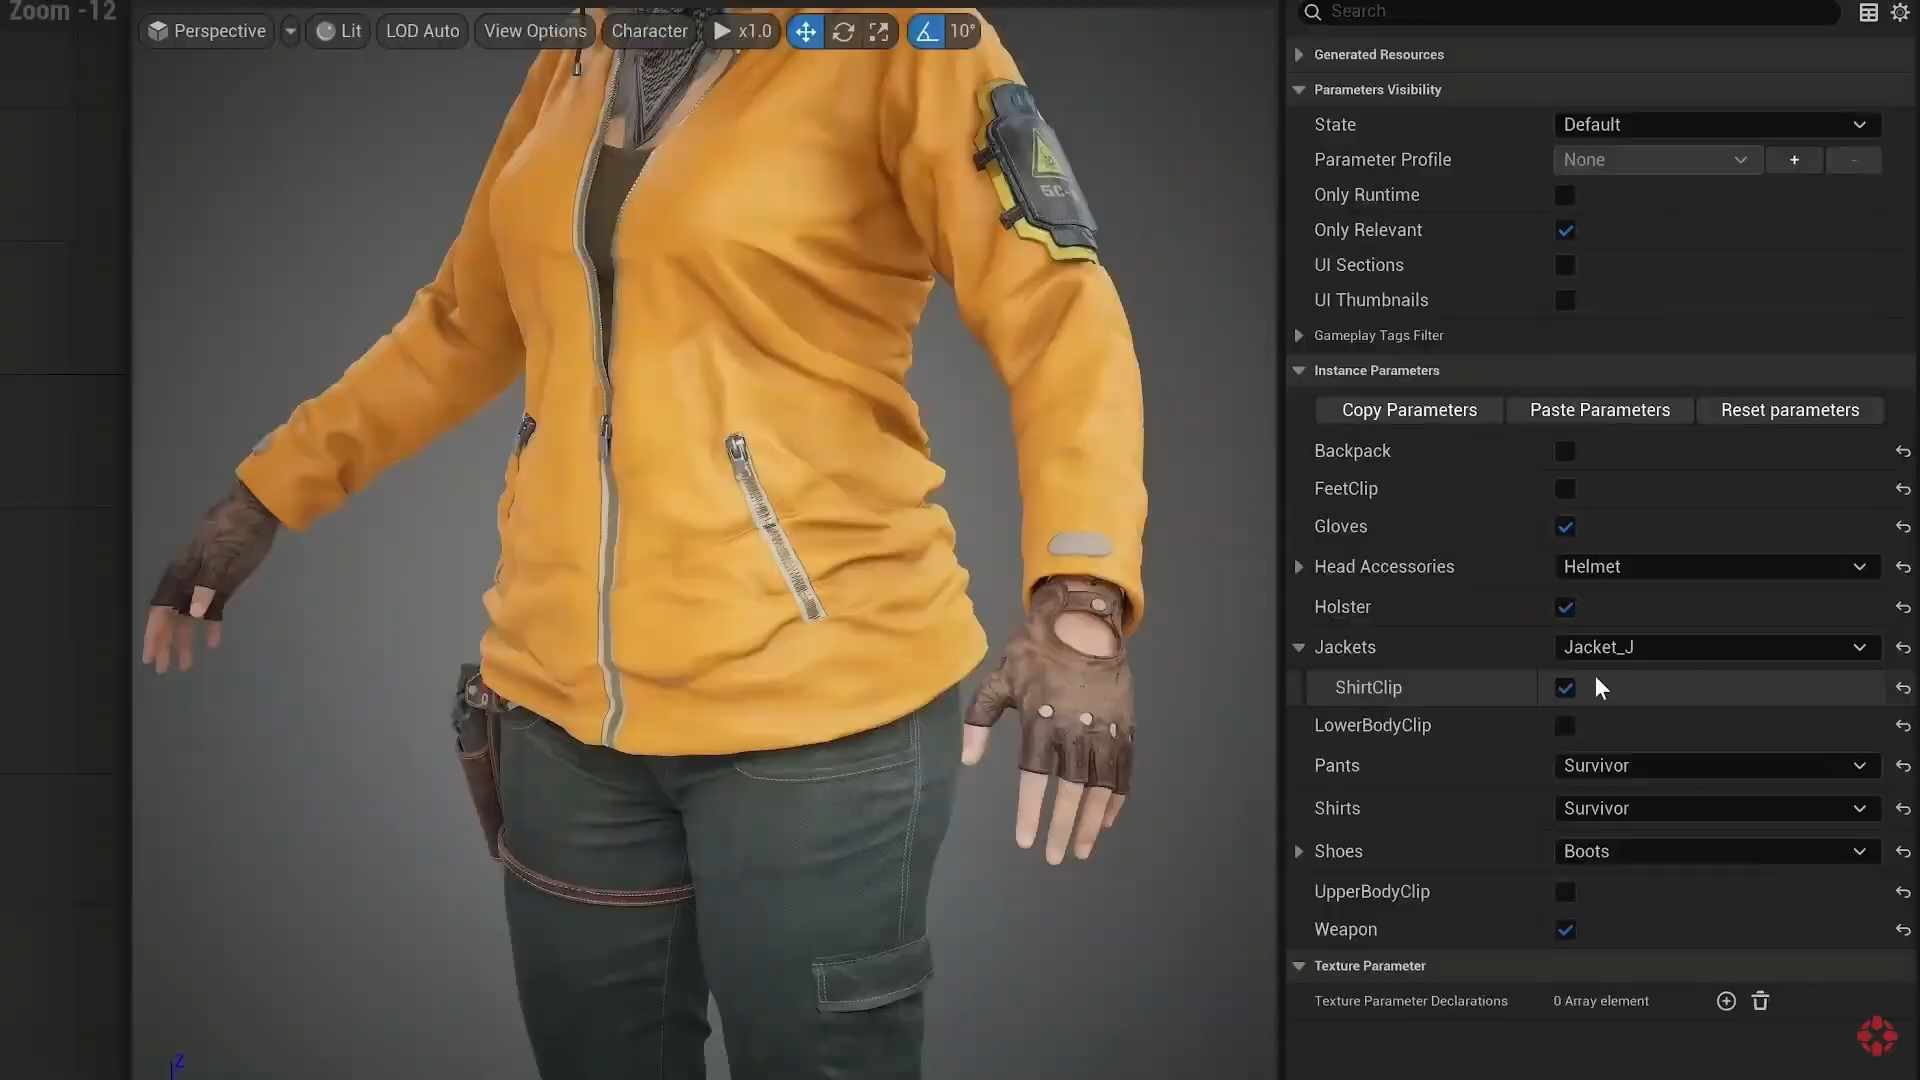 Zoom -12
Perspective
Lit
LOD Auto
View Options
Character
x1.0
10°
Search
Generated Resources
Parameters Visibility
State
Default
Parameter Profile
None
+
-
Only Runtime
Only Relevant
UI Sections
UI Thumbnails
Gameplay Tags Filter
Instance Parameters
Copy Parameters
Paste Parameters
Reset parameters
Backpack
FeetClip
Gloves
Head Accessories
Helmet
Holster
Jackets
Jacket_J
ShirtClip
LowerBodyClip
Pants
Survivor
Shirts
Survivor
Shoes
Boots
UpperBodyClip
Weapon
Texture Parameter
Texture Parameter Declarations
0 Array element
Z